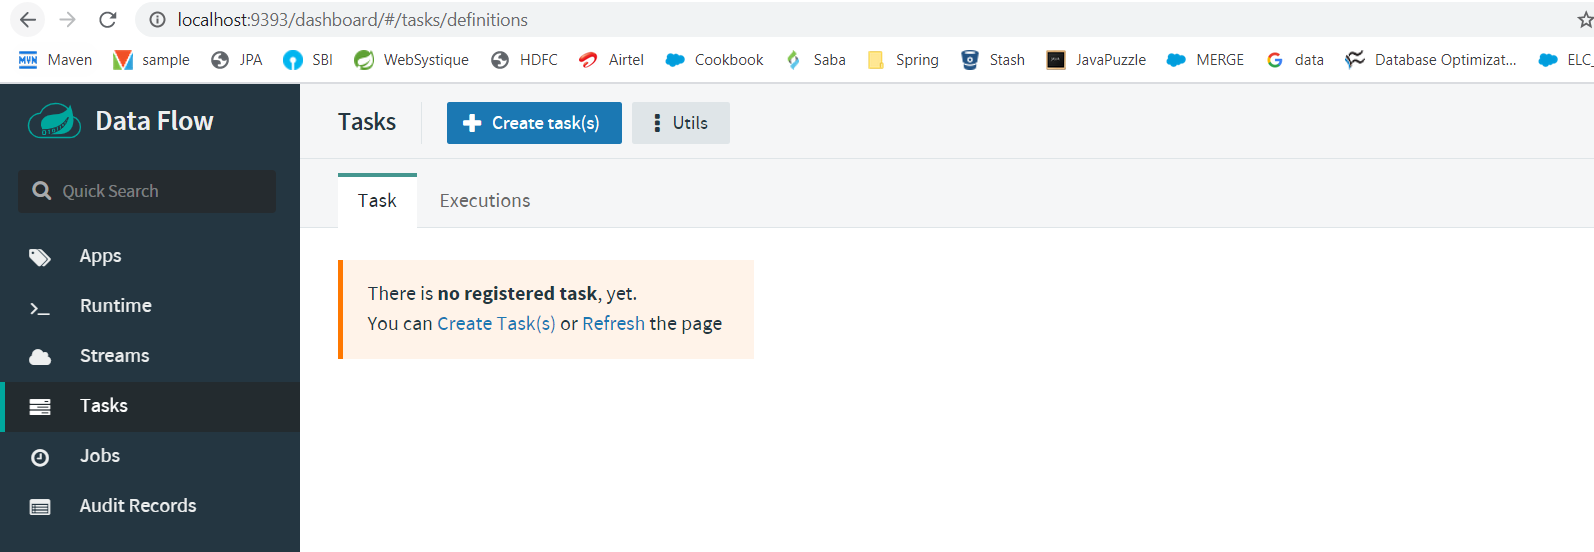 localhost:9393/dashboard/#/tasks/definitions
Maven sample JPA SBI WebSystique HDFC Airtel Cookbook Saba Spring Stash JavaPuzzle MERGE data Database Optimizat... ELC_
Data Flow
Tasks Create task(s) Utils
Quick Search
Task Executions
Apps
Runtime
Streams
Tasks
Jobs
Audit Records
There is no registered task, yet.
You can Create Task(s) or Refresh the page